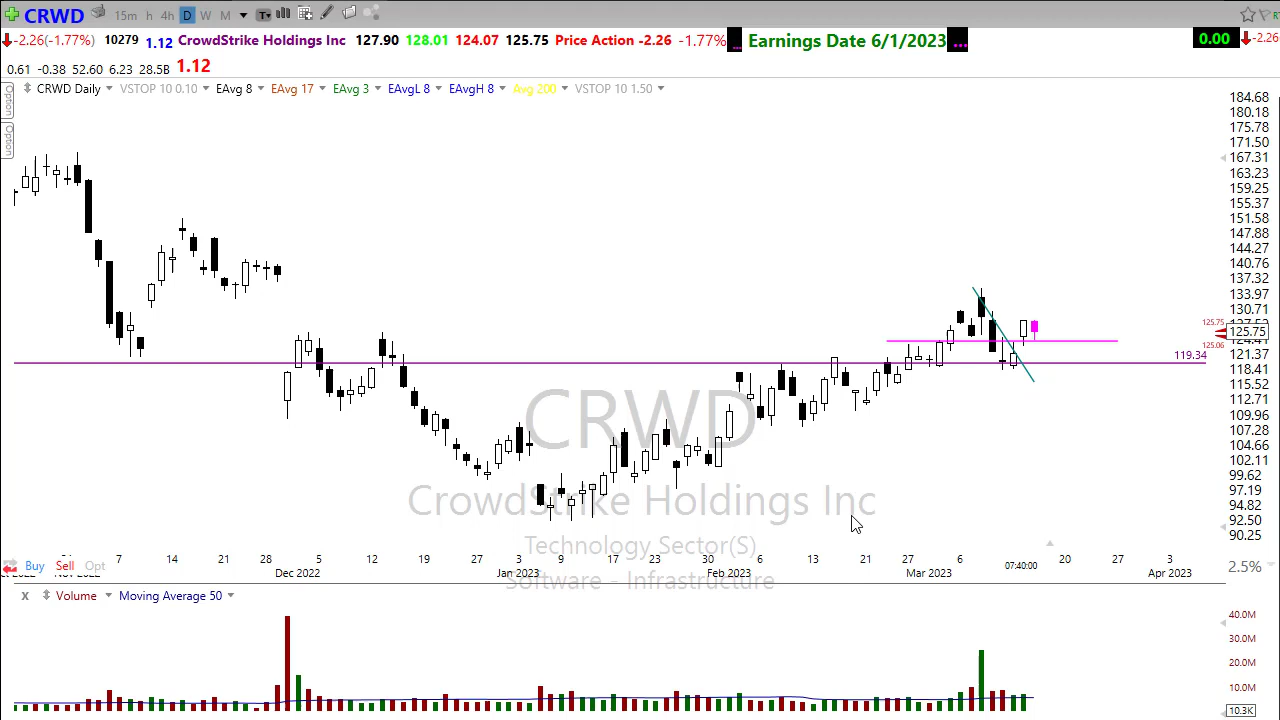 CRWD 15m h 4h D W M T
-2.26(-1.77%) 10279 1.12 CrowdStrike Holdings Inc 127.90 128.01 124.07 125.75 Price Action -2.26 -1.77% ... Earnings Date 6/1/2023 ... 0.00 -2.26
0.61 -0.38 52.60 6.23 28.5B 1.12
Option
Option
CRWD Daily VSTOP 10 0.10 EAvg 8 EAvg 17 EAvg 3 EAvgL 8 EAvgH 8 Avg 200 VSTOP 10 1.50
184.68
180.18
175.78
171.50
167.31
163.23
159.25
155.37
151.58
147.88
144.27
140.76
137.32
133.97
130.71
125.75
125.75
125.06
121.37
119.34
118.41
115.52
112.71
109.96
107.28
104.66
102.11
99.62
97.19
94.82
92.50
90.25
CRWD
CrowdStrike Holdings Inc
Technology Sector(S)
Software - Infrastructure
7 14 21 28 5 12 19 27 3 9 17 23 30 6 13 21 27 6 07:40:00 20 27 3
Dec 2022 Jan 2023 Feb 2023 Mar 2023 Apr 2023
Buy Sell Opt
2.5%
x Volume Moving Average 50
40.0M
30.0M
20.0M
10.0M
10.3K